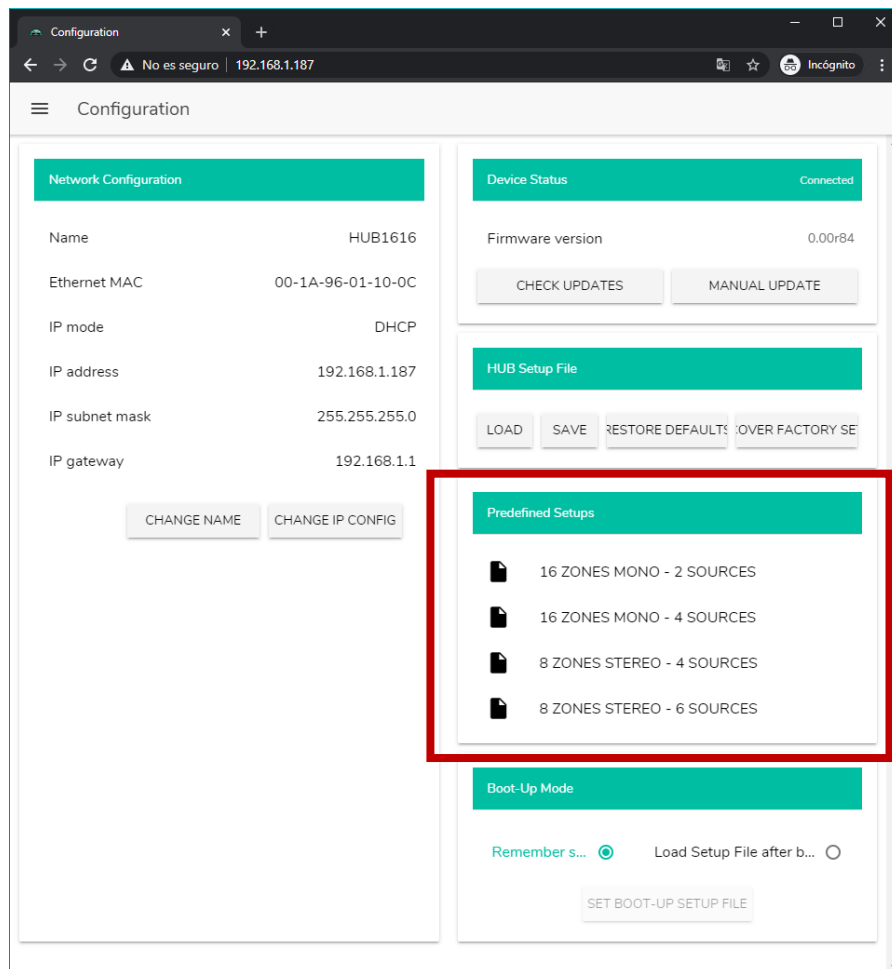 Configuration
No es seguro | 192.168.1.187
Incógnito
Configuration
Network Configuration
Name HUB1616
Ethernet MAC 00-1A-96-01-10-0C
IP mode DHCP
IP address 192.168.1.187
IP subnet mask 255.255.255.0
IP gateway 192.168.1.1
CHANGE NAME CHANGE IP CONFIG
Device Status Connected
Firmware version 0.00r84
CHECK UPDATES MANUAL UPDATE
HUB Setup File
LOAD SAVE RESTORE DEFAULTS COVER FACTORY SE
Predefined Setups
16 ZONES MONO - 2 SOURCES
16 ZONES MONO - 4 SOURCES
8 ZONES STEREO - 4 SOURCES
8 ZONES STEREO - 6 SOURCES
Boot-Up Mode
Remember s... Load Setup File after b...
SET BOOT-UP SETUP FILE